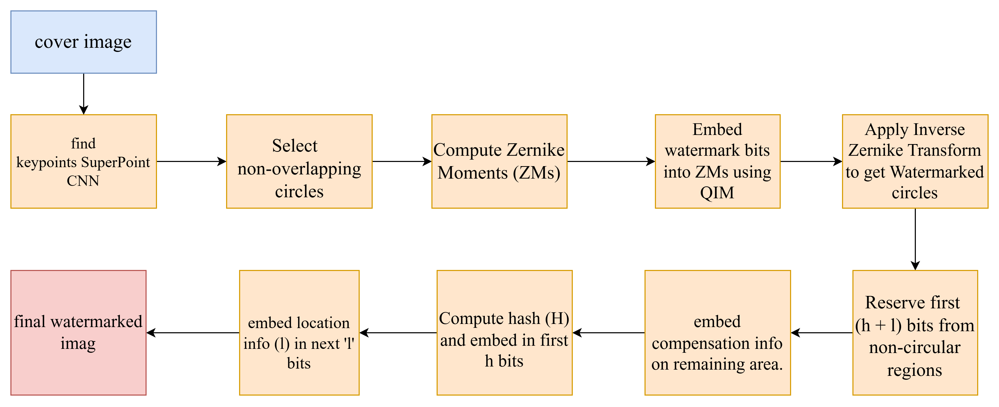 cover image
find
keypoints SuperPoint
CNN
Select
non-overlapping
circles
Compute Zernike
Moments (ZMs)
Embed
watermark bits
into ZMs using
QIM
Apply Inverse
Zernike Transform
to get Watermarked
circles
Reserve first
(h + l) bits from
non-circular
regions
embed
compensation info
on remaining area.
Compute hash (H)
and embed in first
h bits
embed location
info (l) in next 'l'
bits
final watermarked
imag